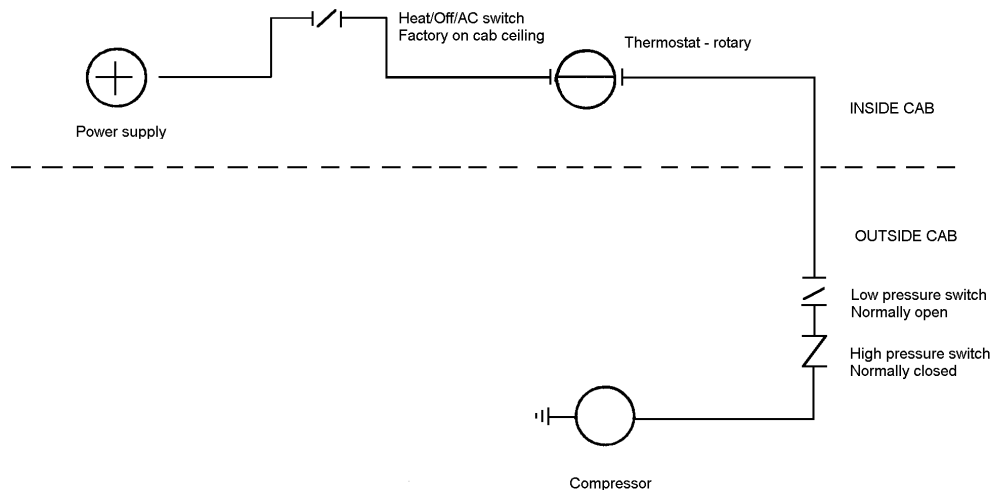 Heat/Off/AC switch
Factory on cab ceiling
Thermostat - rotary
Power supply
INSIDE CAB
OUTSIDE CAB
Low pressure switch
Normally open
High pressure switch
Normally closed
Compressor